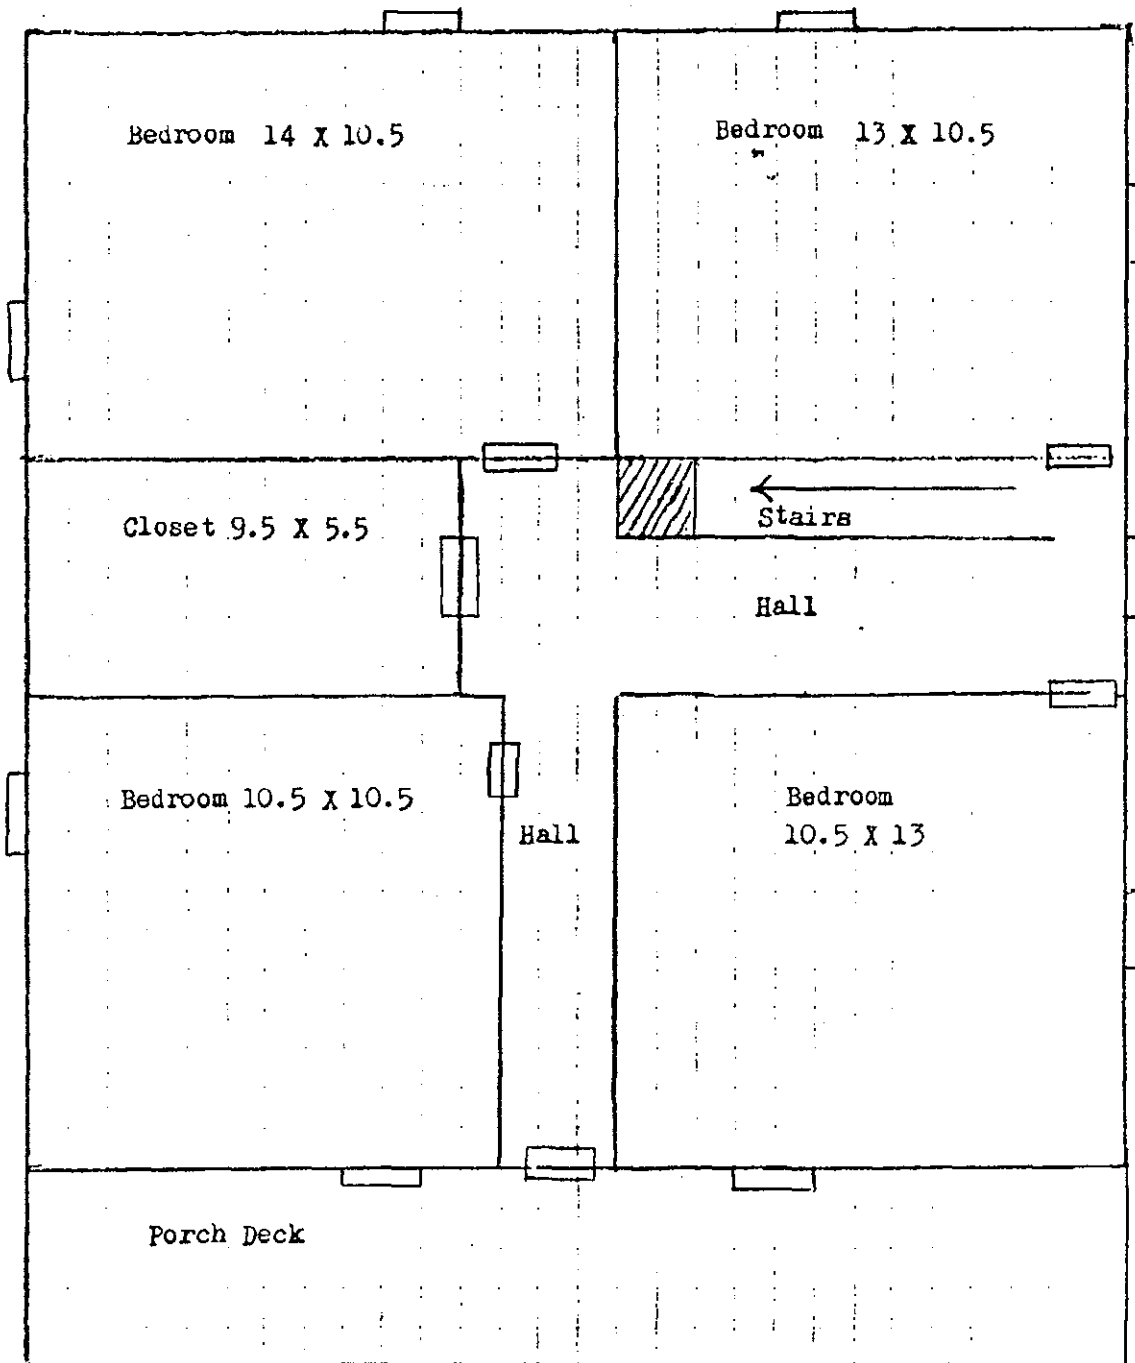 Bedroom 14 X 10.5
Bedroom 13 X 10.5
Closet 9.5 X 5.5
Stairs
Hall
Bedroom 10.5 X 10.5
Hall
Bedroom
10.5 X 13
Porch Deck